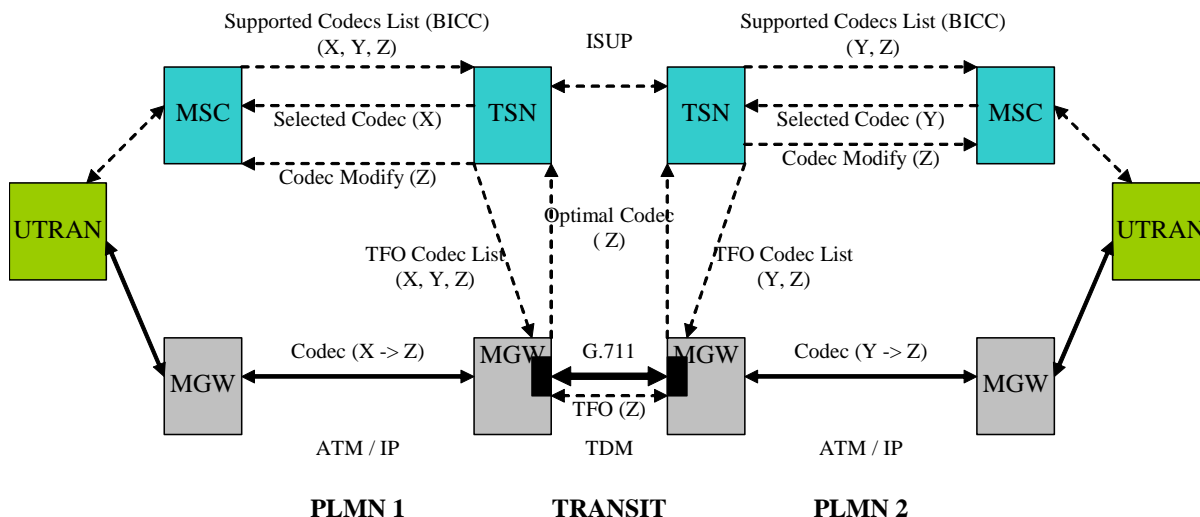 Supported Codecs List (BICC)
(X, Y, Z)
ISUP
Supported Codecs List (BICC)
(Y, Z)
MSC
TSN
TSN
MSC
Selected Codec (X)
Selected Codec (Y)
Codec Modify (Z)
Codec Modify (Z)
UTRAN
Optimal Codec
( Z)
UTRAN
TFO Codec List
(X, Y, Z)
TFO Codec List
(Y, Z)
MGW
Codec (X -> Z)
MGW
G.711
MGW
Codec (Y -> Z)
MGW
TFO (Z)
ATM / IP
TDM
ATM / IP
PLMN 1
TRANSIT
PLMN 2